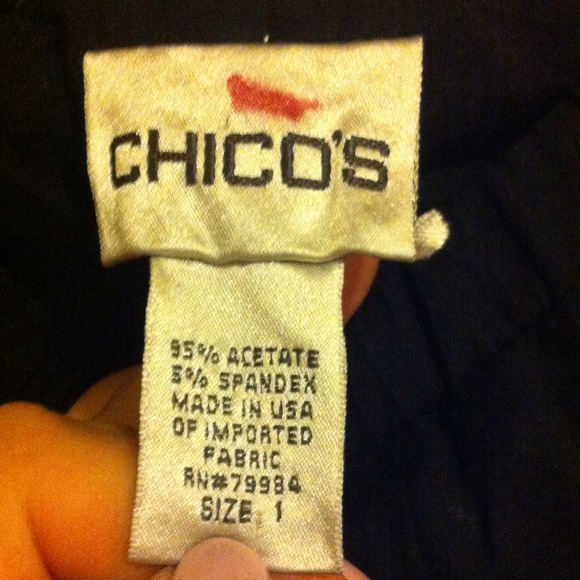 CHICO'S
95% ACETATE
5% SPANDEX
MADE IN USA
OF IMPORTED
FABRIC
RN#79984
SIZE 1